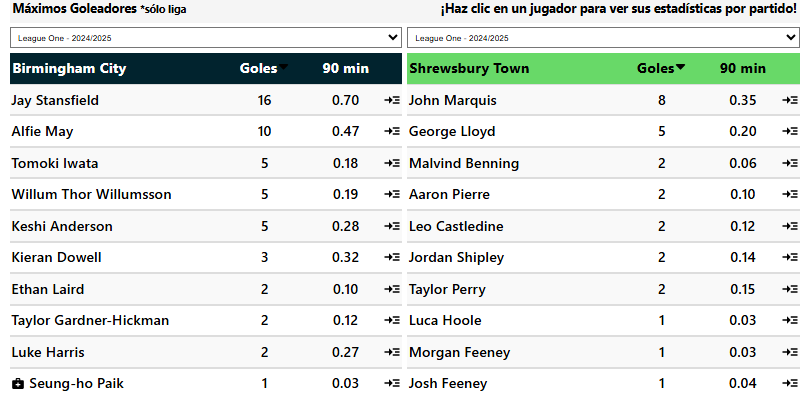 Máximos Goleadores *sólo liga ¡Haz clic en un jugador para ver sus estadísticas por partido!
League One - 2024/2025 League One - 2024/2025
Birmingham City Goles 90 min Shrewsbury Town Goles 90 min
Jay Stansfield 16 0.70 John Marquis 8 0.35
Alfie May 10 0.47 George Lloyd 5 0.20
Tomoki Iwata 5 0.18 Malvind Benning 2 0.06
Willum Thor Willumsson 5 0.19 Aaron Pierre 2 0.10
Keshi Anderson 5 0.28 Leo Castledine 2 0.12
Kieran Dowell 3 0.32 Jordan Shipley 2 0.14
Ethan Laird 2 0.10 Taylor Perry 2 0.15
Taylor Gardner-Hickman 2 0.12 Luca Hoole 1 0.03
Luke Harris 2 0.27 Morgan Feeney 1 0.03
Seung-ho Paik 1 0.03 Josh Feeney 1 0.04